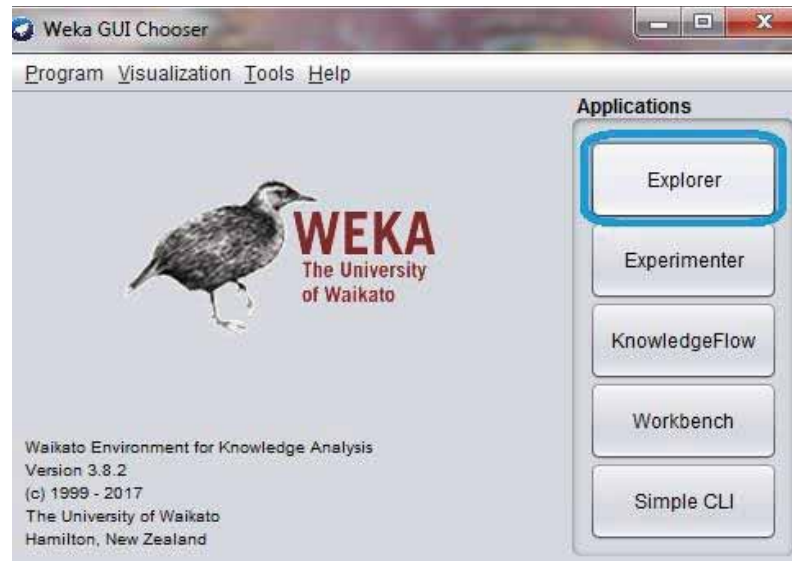 Weka GUI Chooser
Program Visualization Tools Help
Applications
Explorer
Experimenter
KnowledgeFlow
Workbench
Simple CLI
WEKA
The University
of Waikato
Waikato Environment for Knowledge Analysis
Version 3.8.2
(c) 1999 - 2017
The University of Waikato
Hamilton, New Zealand